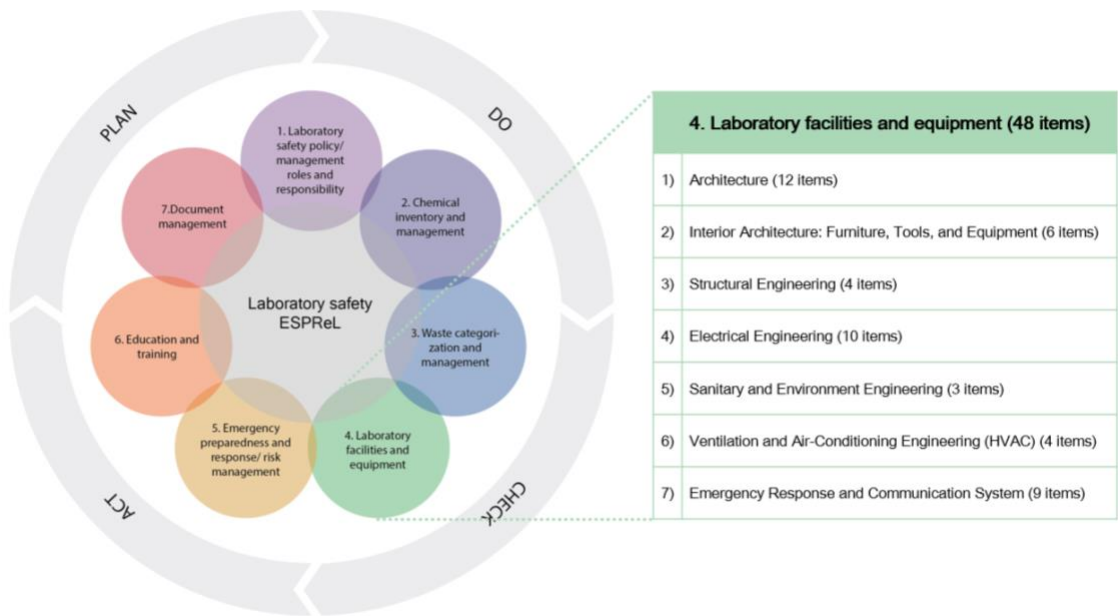 PLAN
DO
CHECK
ACT
1. Laboratory
safety policy/
management
roles and
responsibility
2. Chemical
inventory and
management
3. Waste categori-
zation and
management
4. Laboratory
facilities and
equipment
5. Emergency
preparedness and
response/ risk
management
6. Education and
training
7.Document
management
Laboratory safety
ESPReL
4. Laboratory facilities and equipment (48 items)
1) Architecture (12 items)
2) Interior Architecture: Furniture, Tools, and Equipment (6 items)
3) Structural Engineering (4 items)
4) Electrical Engineering (10 items)
5) Sanitary and Environment Engineering (3 items)
6) Ventilation and Air-Conditioning Engineering (HVAC) (4 items)
7) Emergency Response and Communication System (9 items)